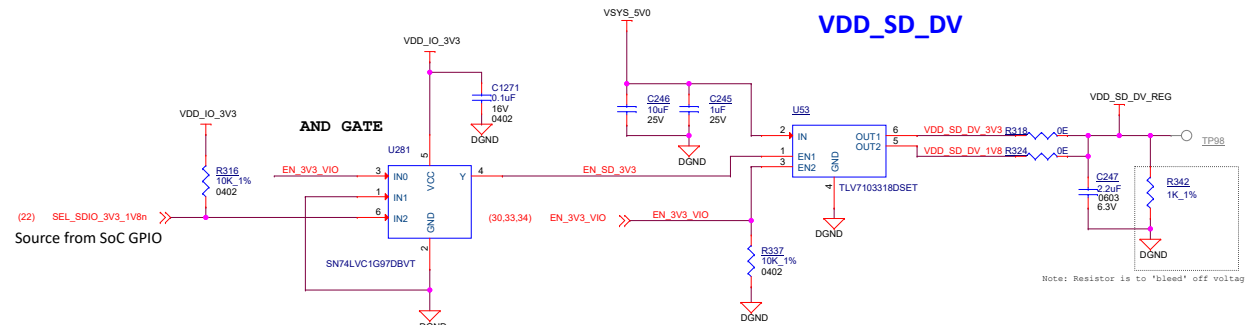 VDD_SD_DV
VSYS_5V0
VDD_IO_3V3
C1271
0.1uF
16V
0402
DGND
VDD_IO_3V3
AND GATE
U281
R316
10K_1%
0402
EN_3V3_VIO
3
IN0
1
IN1
6
IN2
5
VCC
Y
4
GND
2
SN74LVC1G97DBVT
DGND
(22) SEL_SDIO_3V3_1V8n
Source from SoC GPIO
EN_SD_3V3
(30,33,34) EN_3V3_VIO
EN_3V3_VIO
R337
10K_1%
0402
DGND
C246
10uF
25V
C245
1uF
25V
DGND
U53
2
IN
1
EN1
3
EN2
OUT1
6
OUT2
5
GND
4
TLV7103318DSET
DGND
VDD_SD_DV_3V3
R318
0E
VDD_SD_DV_1V8
R324
0E
VDD_SD_DV_REG
TP98
C247
2.2uF
0603
6.3V
R342
1K_1%
DGND
Note: Resistor is to 'bleed' off voltag